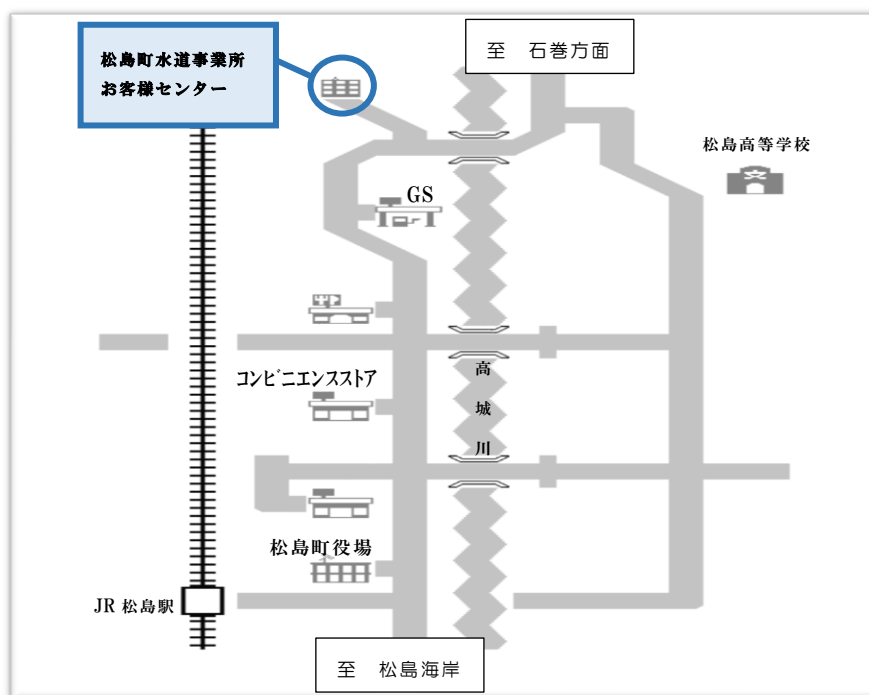 松島町水道事業所
お客様センター
至　石巻方面
松島高等学校
GS
コンビニエンスストア
高城川
松島町役場
JR 松島駅
至　松島海岸